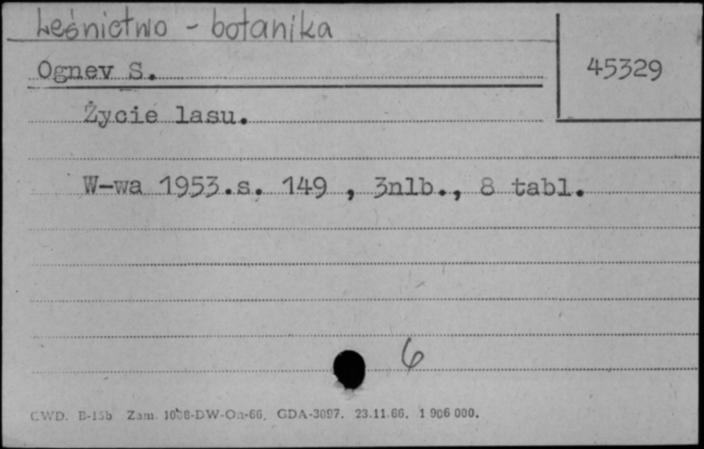 Leśnictwo - botanika
45329
Ognev S.
Życie lasu.
W-wa 1953.s. 149 , 3nlb., 8 tabl.
6
CWD. B-15b Zam. DW-On-66. GDA-3097. 23.11.66. 1 906 000.